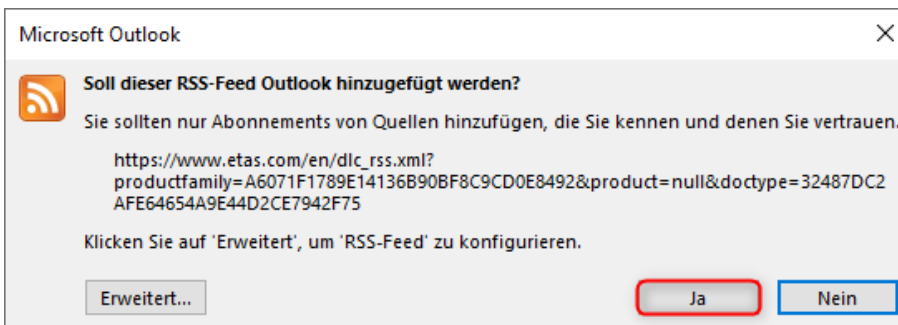 Microsoft Outlook
Soll dieser RSS-Feed Outlook hinzugefügt werden?
Sie sollten nur Abonnements von Quellen hinzufügen, die Sie kennen und denen Sie vertrauen.
https://www.etas.com/en/dlc_rss.xml?
productfamily=A6071F1789E14136B90BF8C9CD0E8492&product=null&doctype=32487DC2
AFE64654A9E44D2CE7942F75
Klicken Sie auf 'Erweitert', um 'RSS-Feed' zu konfigurieren.
Erweitert... Ja Nein